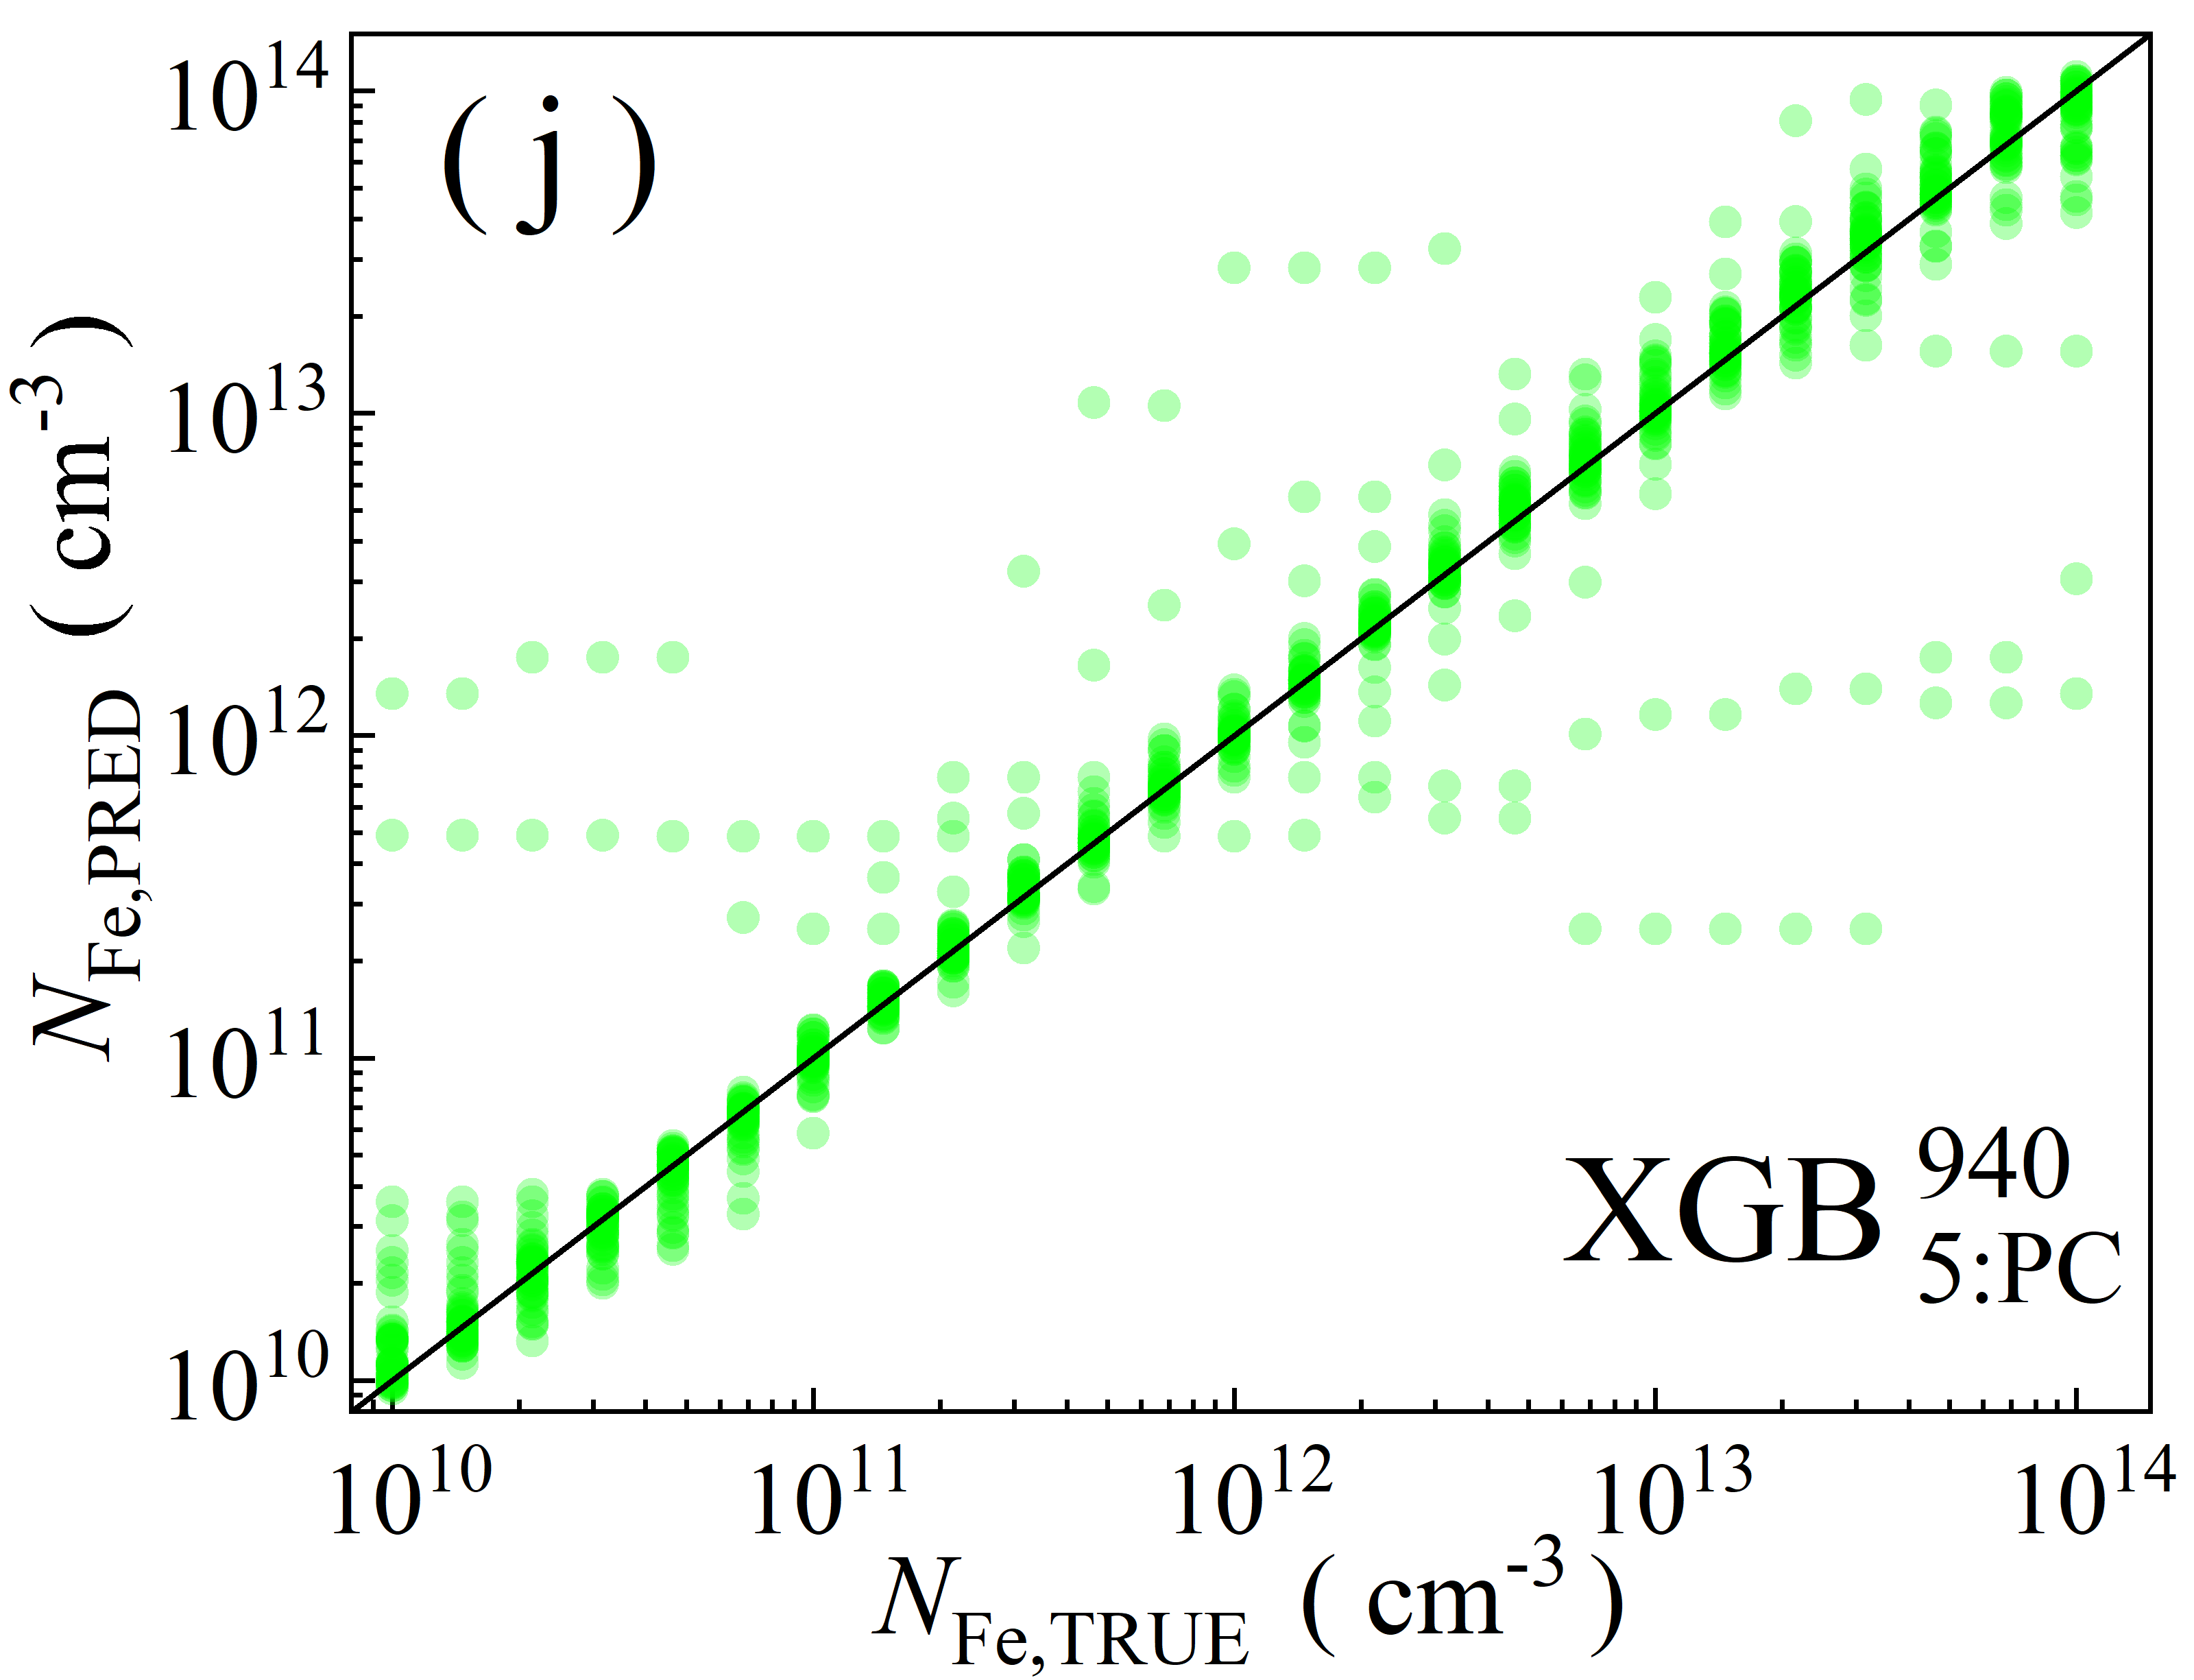 ( j )
10^14
10^13
10^12
10^11
10^10
N_Fe,PRED ( cm^-3 )
XGB 940
5:PC
10^10 10^11 10^12 10^13 10^14
N_Fe,TRUE ( cm^-3 )